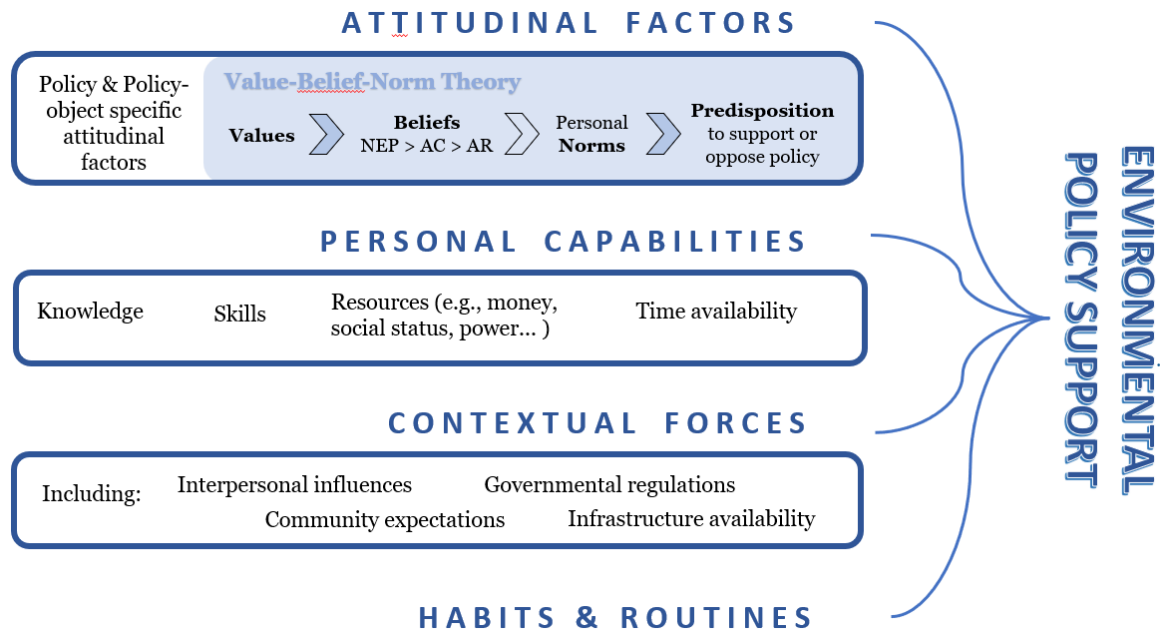 ATTITUDINAL FACTORS
Policy & Policy-
object specific
attitudinal
factors
Value-Belief-Norm Theory
Values
Beliefs
NEP > AC > AR
Personal
Norms
Predisposition
to support or
oppose policy
PERSONAL CAPABILITIES
Knowledge
Skills
Resources (e.g., money,
social status, power... )
Time availability
CONTEXTUAL FORCES
Including:
Interpersonal influences
Governmental regulations
Community expectations
Infrastructure availability
HABITS & ROUTINES
ENVIRONMENTAL
POLICY SUPPORT